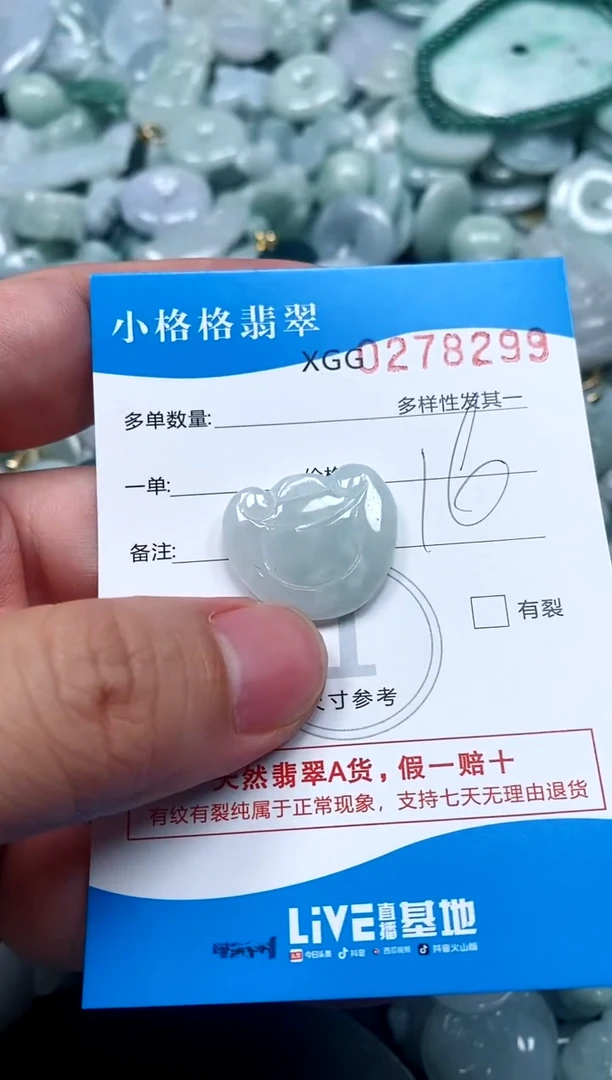 小格格翡翠
XGG0278299
多样性发其一
多单数量:
一单:
价格
16
备注:
有裂
尺寸参考
天然翡翠A货，假一赔十
有纹有裂纯属于正常现象，支持七天无理由退货
LiVE直播基地
今日头条 抖音 西瓜视频 抖音火山版